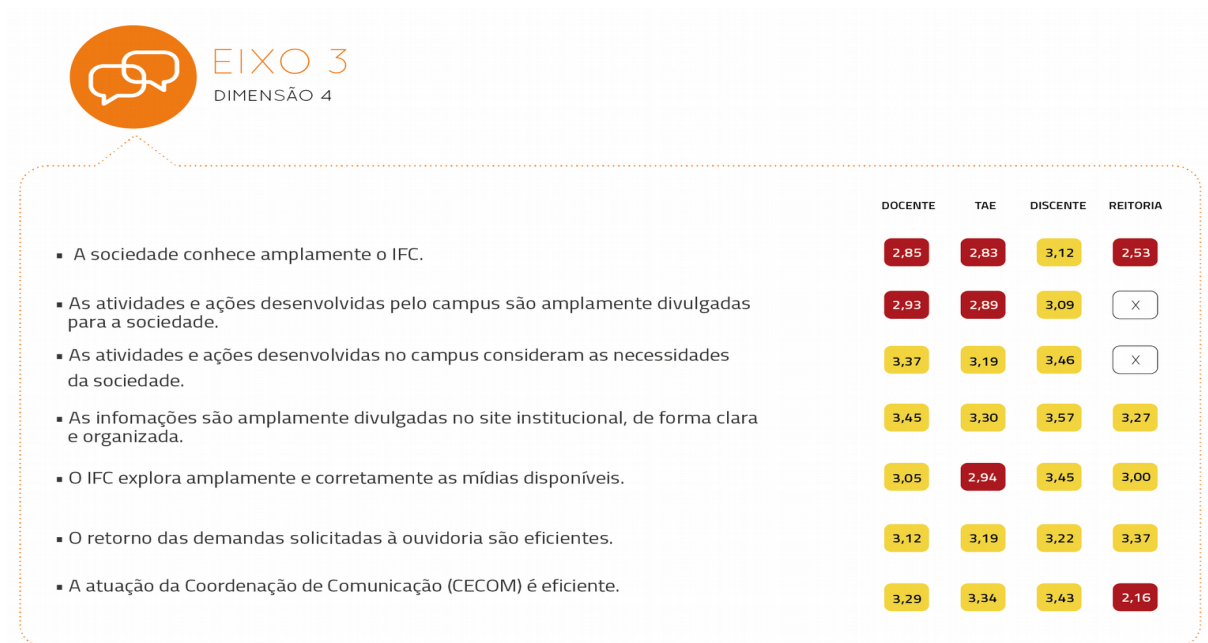 EIXO 3
DIMENSÃO 4
DOCENTE TAE DISCENTE REITORIA
▪ A sociedade conhece amplamente o IFC. 2,85 2,83 3,12 2,53
▪ As atividades e ações desenvolvidas pelo campus são amplamente divulgadas
para a sociedade. 2,93 2,89 3,09 X
▪ As atividades e ações desenvolvidas no campus consideram as necessidades
da sociedade. 3,37 3,19 3,46 X
▪ As infomações são amplamente divulgadas no site institucional, de forma clara
e organizada. 3,45 3,30 3,57 3,27
▪ O IFC explora amplamente e corretamente as mídias disponíveis. 3,05 2,94 3,45 3,00
▪ O retorno das demandas solicitadas à ouvidoria são eficientes. 3,12 3,19 3,22 3,37
▪ A atuação da Coordenação de Comunicação (CECOM) é eficiente. 3,29 3,34 3,43 2,16